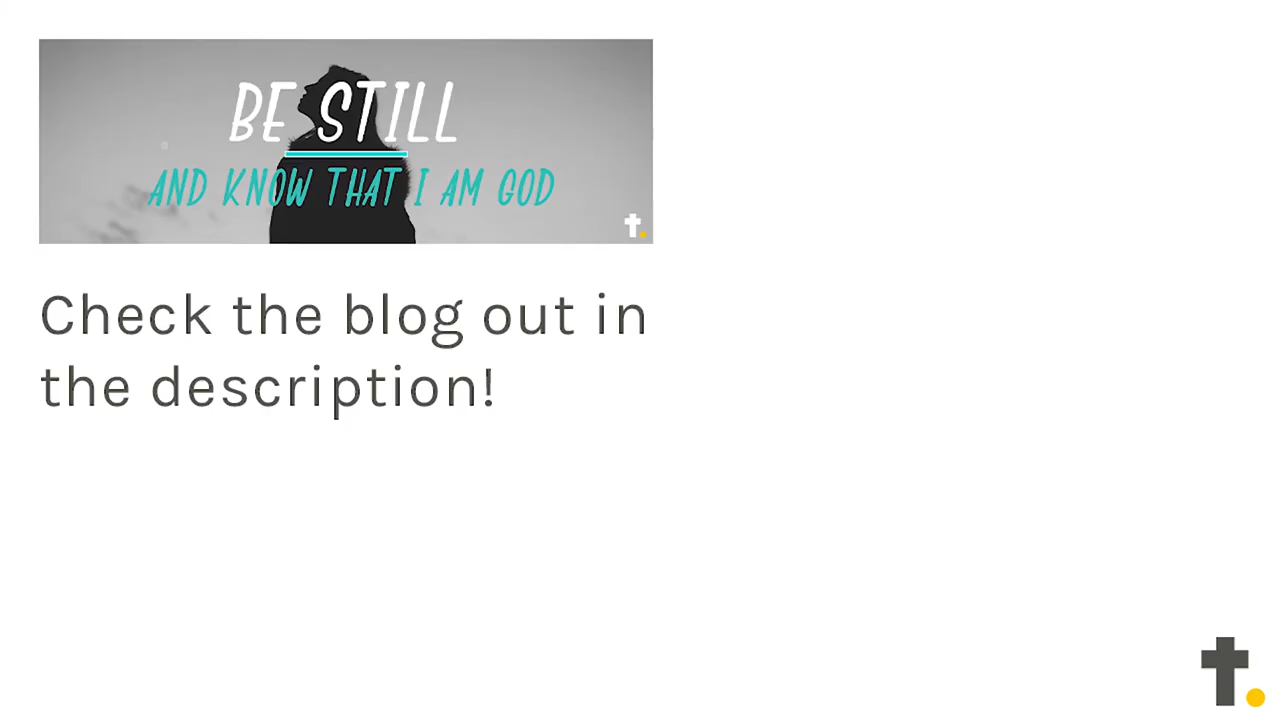 BE STILL
AND KNOW THAT I AM GOD
t.
Check the blog out in
the description!
t.